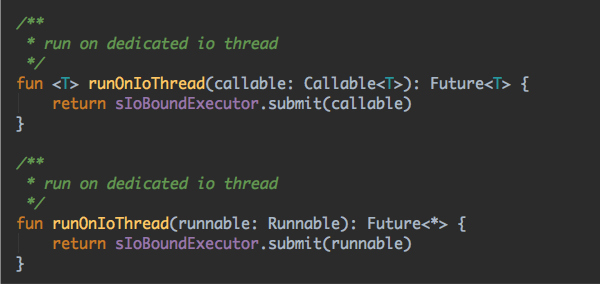 /**
 * run on dedicated io thread
 */
fun <T> runOnIoThread(callable: Callable<T>): Future<T> {
    return sIoBoundExecutor.submit(callable)
}

/**
 * run on dedicated io thread
 */
fun runOnIoThread(runnable: Runnable): Future<*> {
    return sIoBoundExecutor.submit(runnable)
}